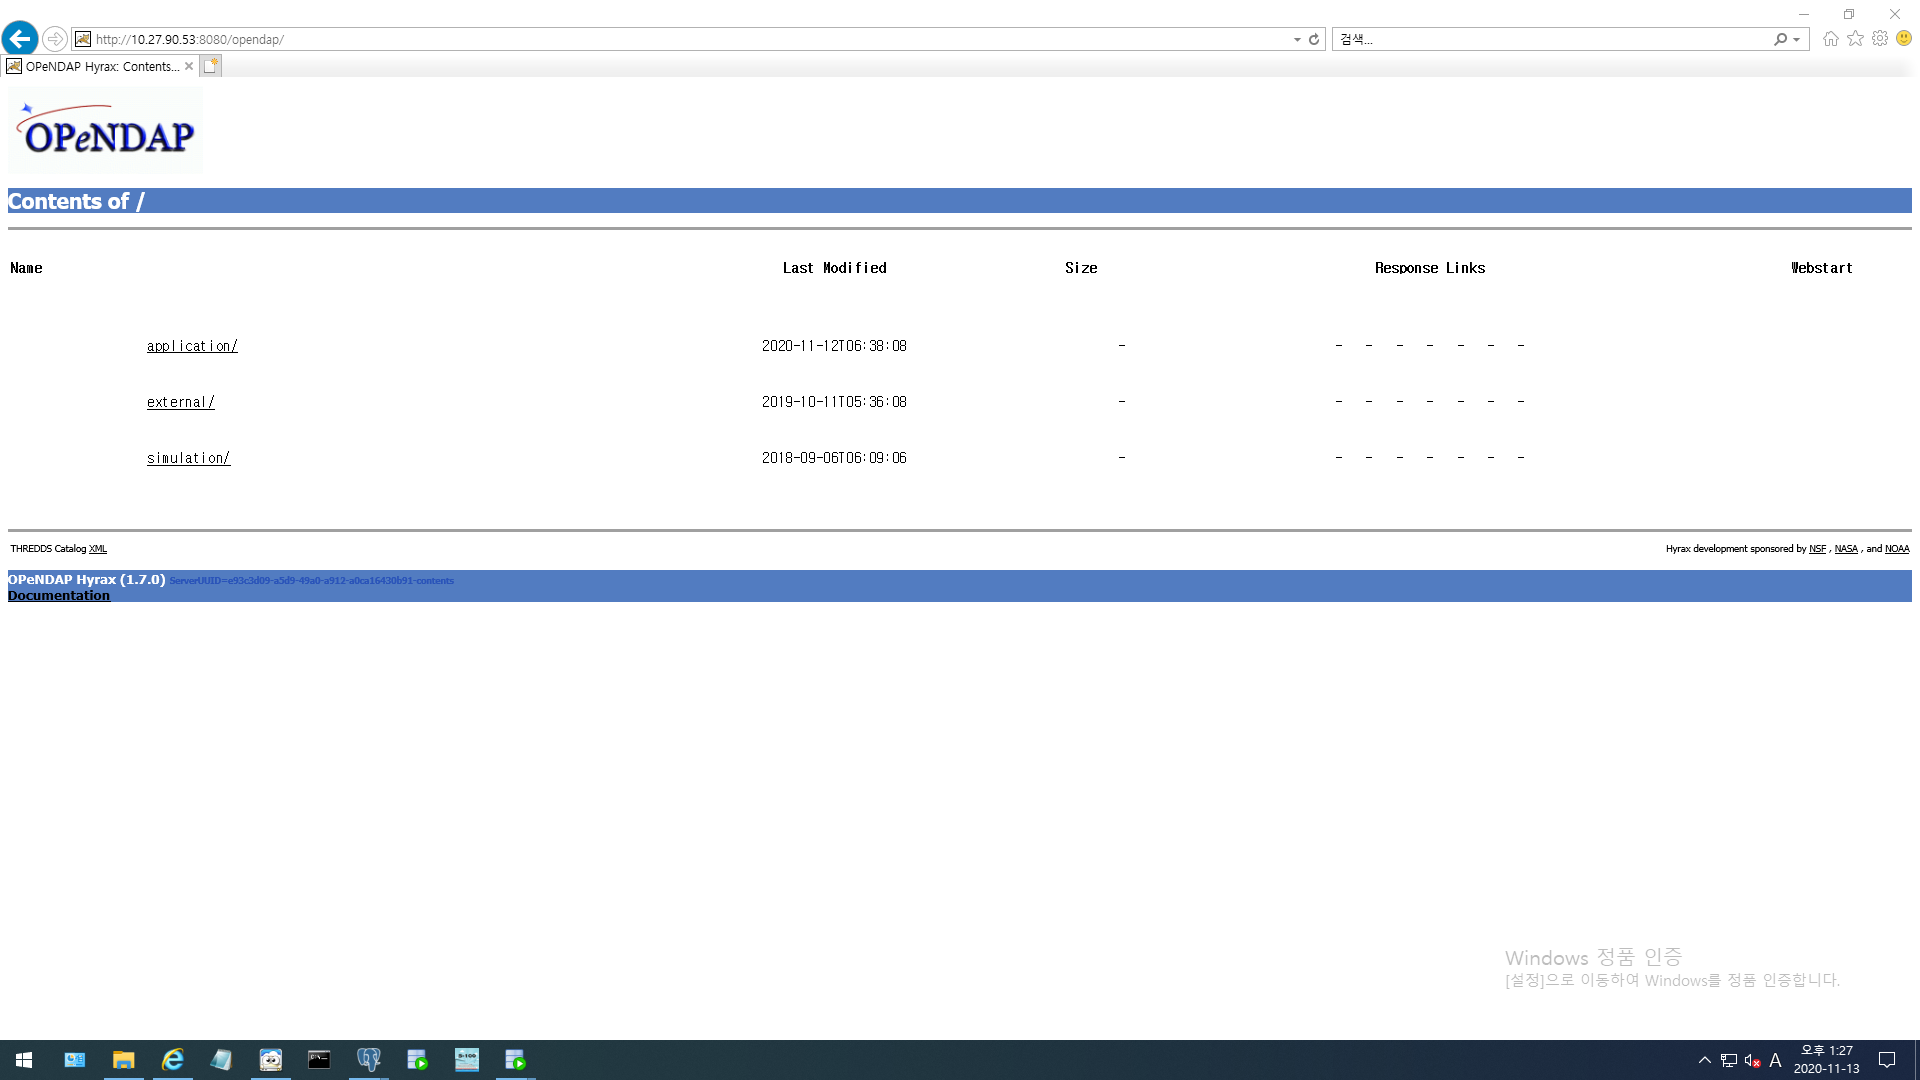 http://10.27.90.53:8080/opendap/
검색...
OPeNDAP Hyrax: Contents...
OPeNDAP
Contents of /
Name Last Modified Size Response Links Webstart
application/ 2020-11-12T06:38:08 - - - - - - - -
external/ 2019-10-11T05:36:08 - - - - - - - -
simulation/ 2018-09-06T06:09:06 - - - - - - - -
THREDDS Catalog XML
Hyrax development sponsored by NSF , NASA , and NOAA
OPeNDAP Hyrax (1.7.0) ServerUUID=e93c3d09-a5d9-49a0-a912-a0ca16430b91-contents
Documentation
Windows 정품 인증
[설정]으로 이동하여 Windows를 정품 인증합니다.
S-100
A
오후 1:27
2020-11-13